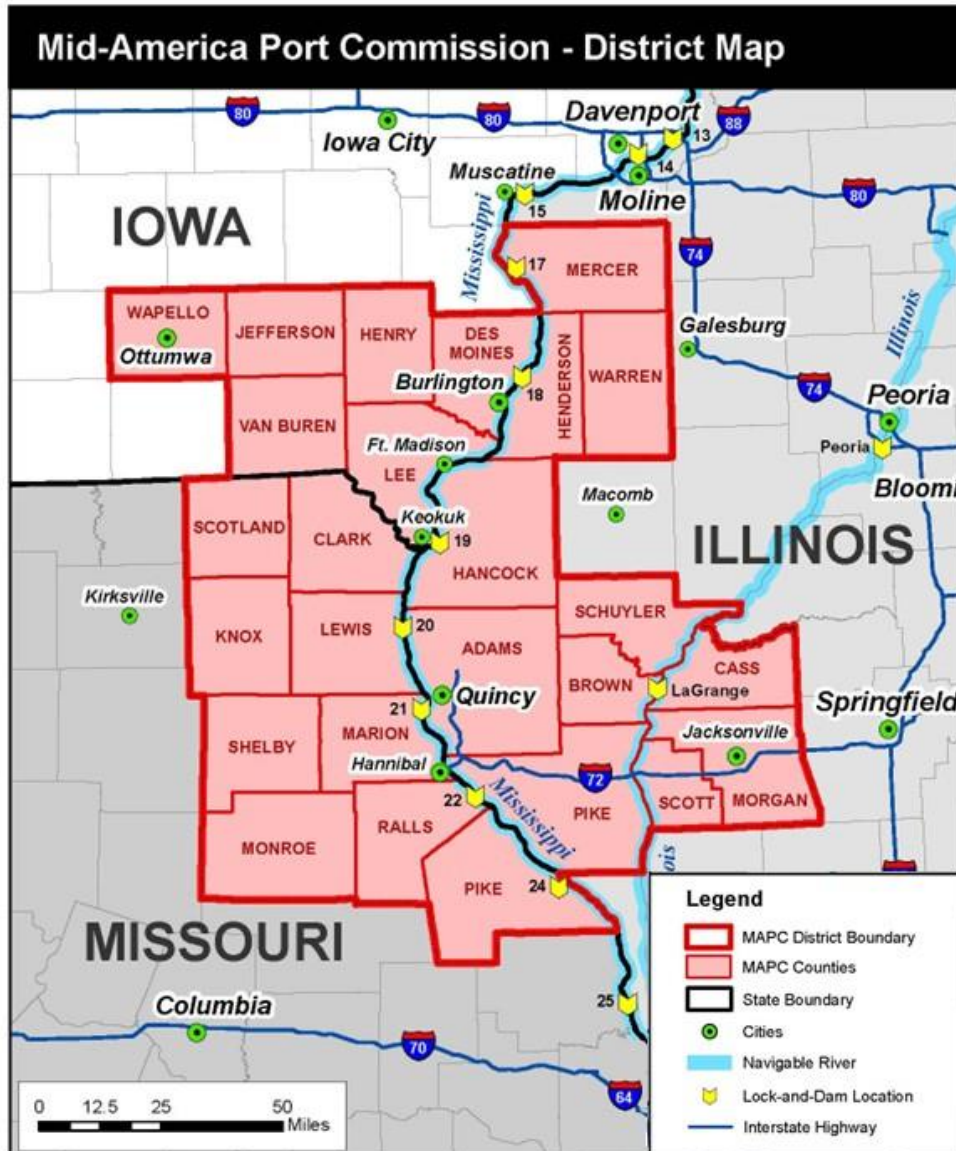 Mid-America Port Commission - District Map
80
80
88
80
74
74
72
70
64
Davenport
Iowa City
13
14
Muscatine
Moline
15
IOWA
Mississippi
17
MERCER
WAPELLO
Ottumwa
JEFFERSON
HENRY
DES
MOINES
Galesburg
Illinois
Burlington
18
HENDERSON
WARREN
Peoria
VAN BUREN
Ft. Madison
Peoria
LEE
Macomb
Bloomi
SCOTLAND
CLARK
Keokuk
19
ILLINOIS
HANCOCK
Kirksville
SCHUYLER
KNOX
LEWIS
20
ADAMS
CASS
BROWN
LaGrange
Quincy
21
Springfield
SHELBY
MARION
Jacksonville
Hannibal
22
Mississippi
PIKE
SCOTT
MORGAN
RALLS
MONROE
ois
PIKE
24
MISSOURI
25
Columbia
Legend
MAPC District Boundary
MAPC Counties
State Boundary
Cities
Navigable River
Lock-and-Dam Location
Interstate Highway
0 12.5 25 50
Miles